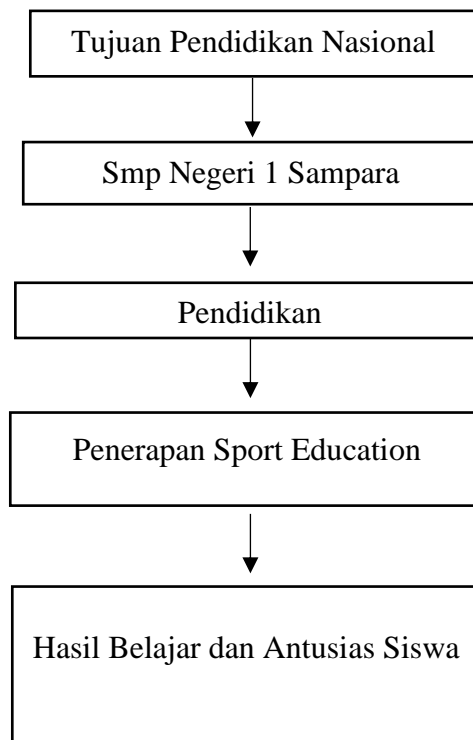 Tujuan Pendidikan Nasional
Smp Negeri 1 Sampara
Pendidikan
Penerapan Sport Education
Hasil Belajar dan Antusias Siswa